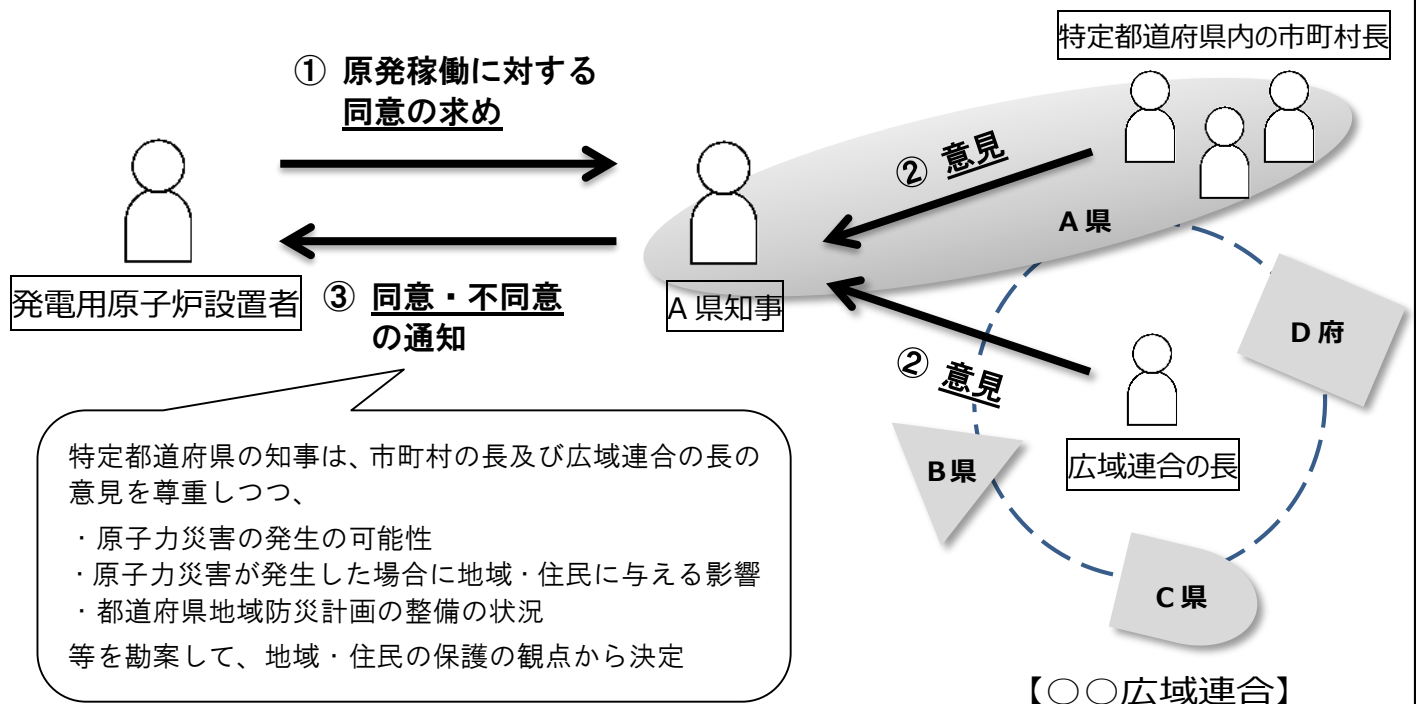 特定都道府県内の市町村長
① 原発稼働に対する
同意の求め
② 意見
A県
発電用原子炉設置者
③ 同意・不同意
の通知
A県知事
D府
② 意見
広域連合の長
B県
C県
【○○広域連合】
特定都道府県の知事は、市町村の長及び広域連合の長の
意見を尊重しつつ、
・原子力災害の発生の可能性
・原子力災害が発生した場合に地域・住民に与える影響
・都道府県地域防災計画の整備の状況
等を勘案して、地域・住民の保護の観点から決定